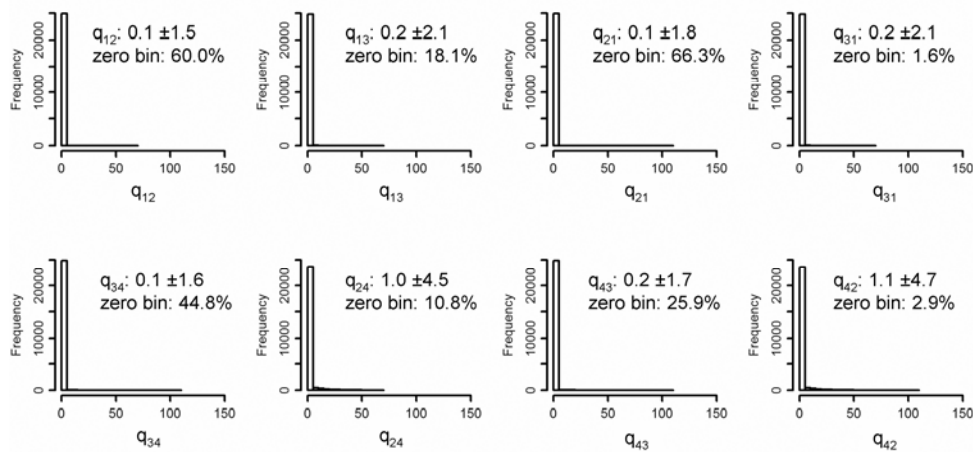 q12: 0.1 ±1.5
zero bin: 60.0%
Frequency
0 10000 20000
0 50 100 150
q12
q13: 0.2 ±2.1
zero bin: 18.1%
Frequency
0 10000 20000
0 50 100 150
q13
q21: 0.1 ±1.8
zero bin: 66.3%
Frequency
0 10000 20000
0 50 100 150
q21
q31: 0.2 ±2.1
zero bin: 1.6%
Frequency
0 10000 20000
0 50 100 150
q31
q34: 0.1 ±1.6
zero bin: 44.8%
Frequency
0 10000 20000
0 50 100 150
q34
q24: 1.0 ±4.5
zero bin: 10.8%
Frequency
0 10000 20000
0 50 100 150
q24
q43: 0.2 ±1.7
zero bin: 25.9%
Frequency
0 10000 20000
0 50 100 150
q43
q42: 1.1 ±4.7
zero bin: 2.9%
Frequency
0 10000 20000
0 50 100 150
q42